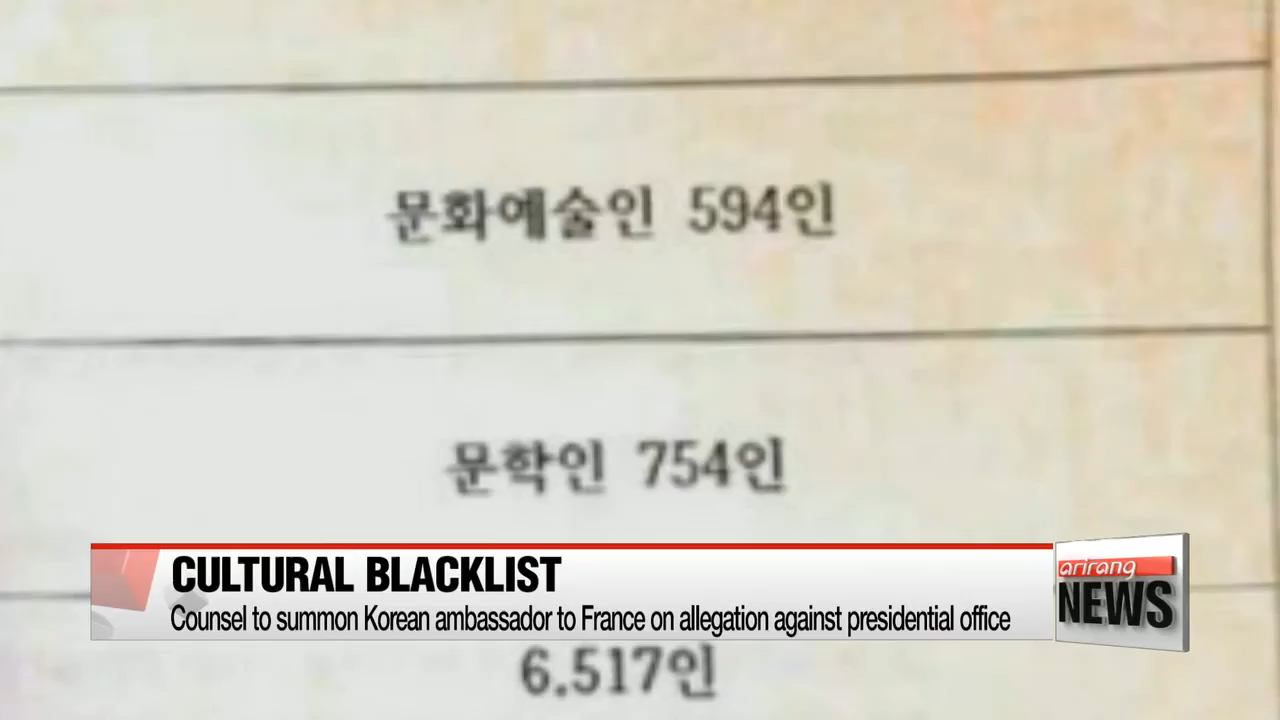 문화예술인 594인
문학인 754인
CULTURAL BLACKLIST
Counsel to summon Korean ambassador to France on allegation against presidential office
arirang
NEWS
6.517인